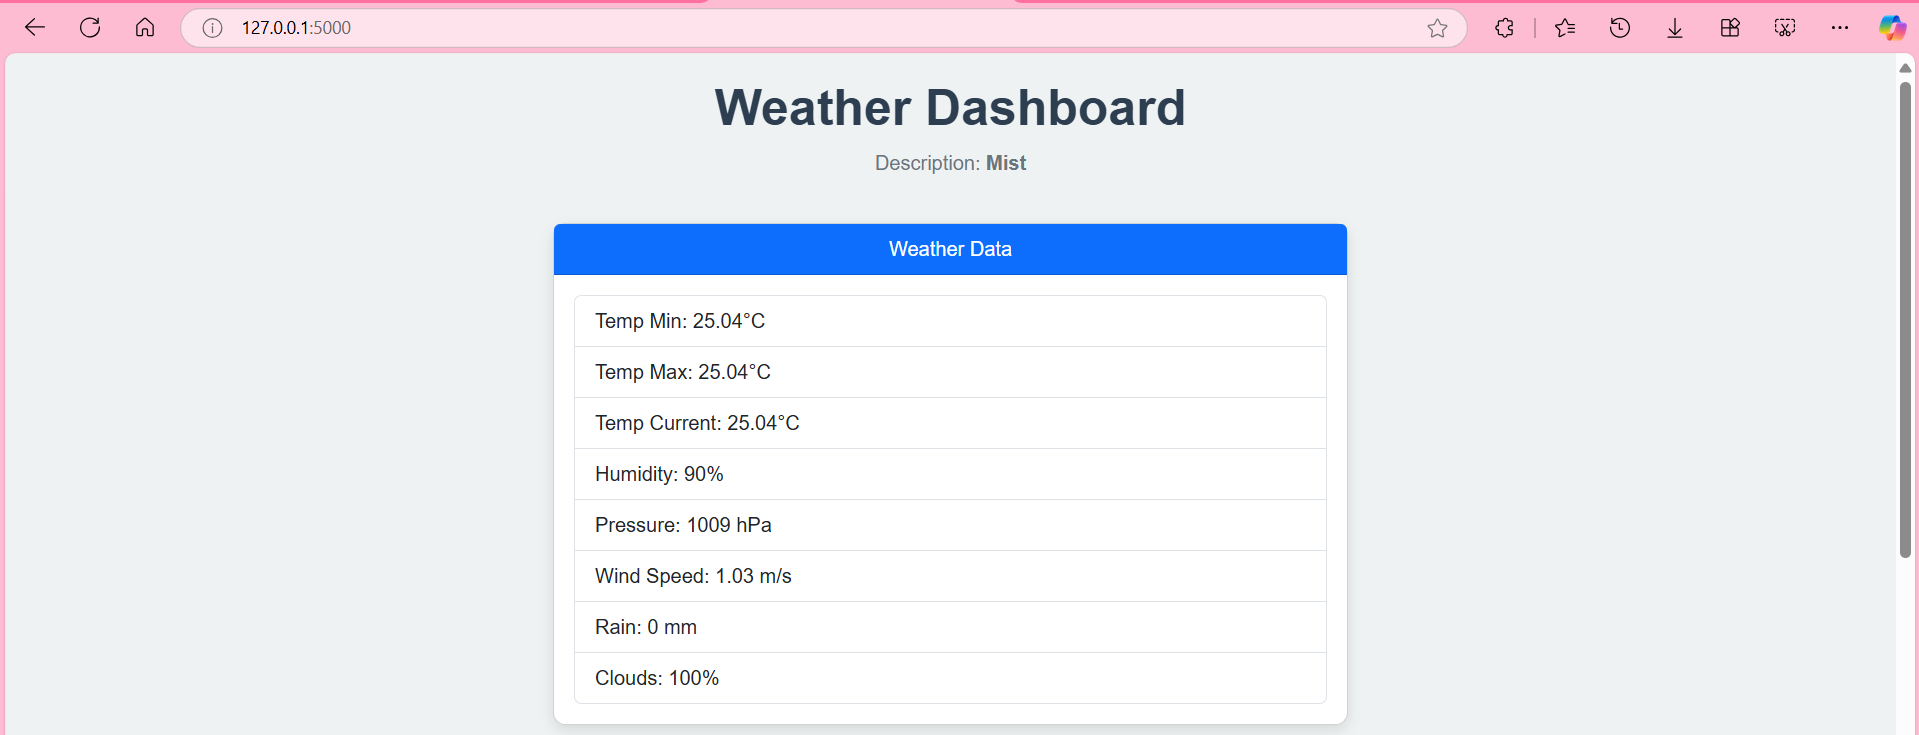 127.0.0.1:5000
Weather Dashboard
Description: Mist
Weather Data
Temp Min: 25.04°C
Temp Max: 25.04°C
Temp Current: 25.04°C
Humidity: 90%
Pressure: 1009 hPa
Wind Speed: 1.03 m/s
Rain: 0 mm
Clouds: 100%